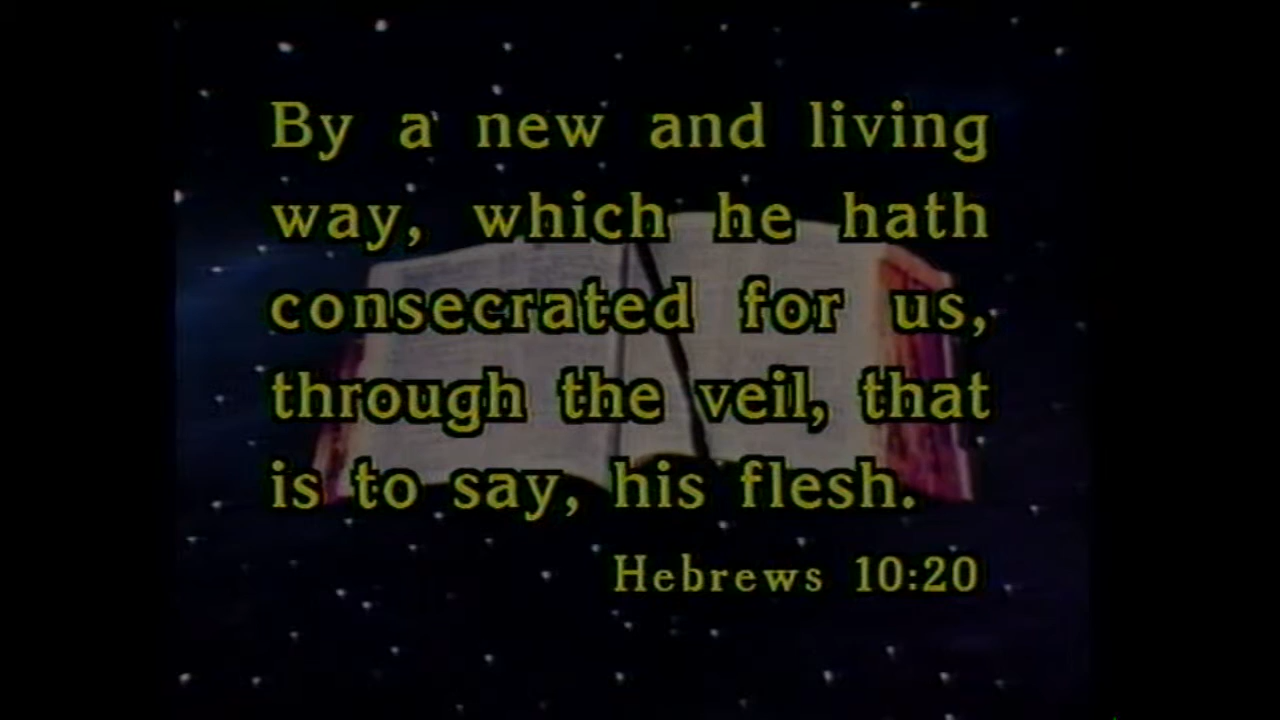 By a new and living
way, which he hath
consecrated for us,
through the veil, that
is to say, his flesh.
Hebrews 10:20